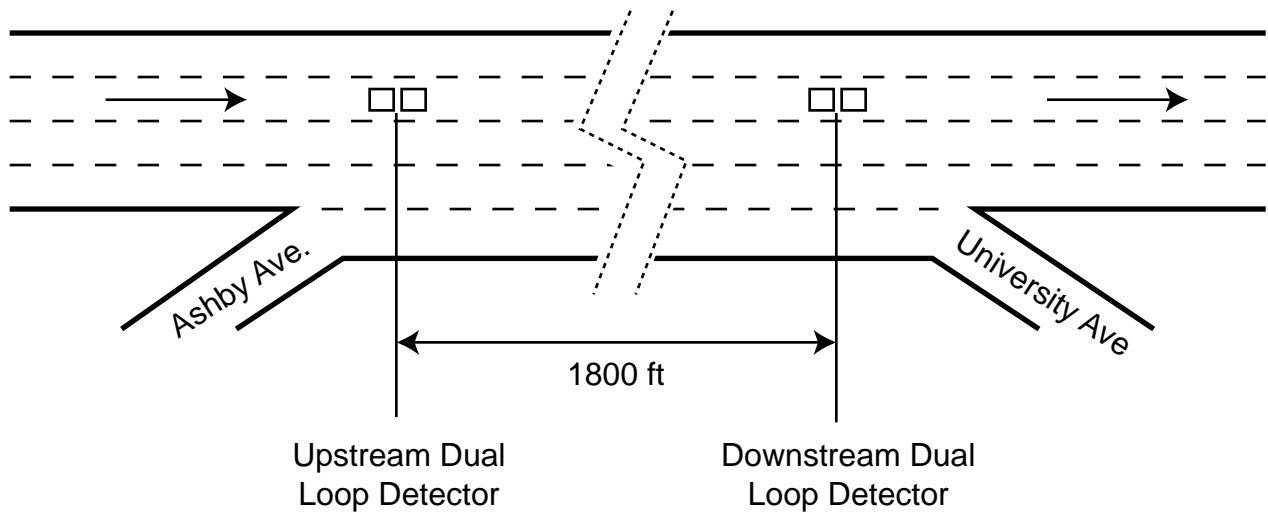 Ashby Ave.
University Ave
1800 ft
Upstream Dual
Loop Detector
Downstream Dual
Loop Detector